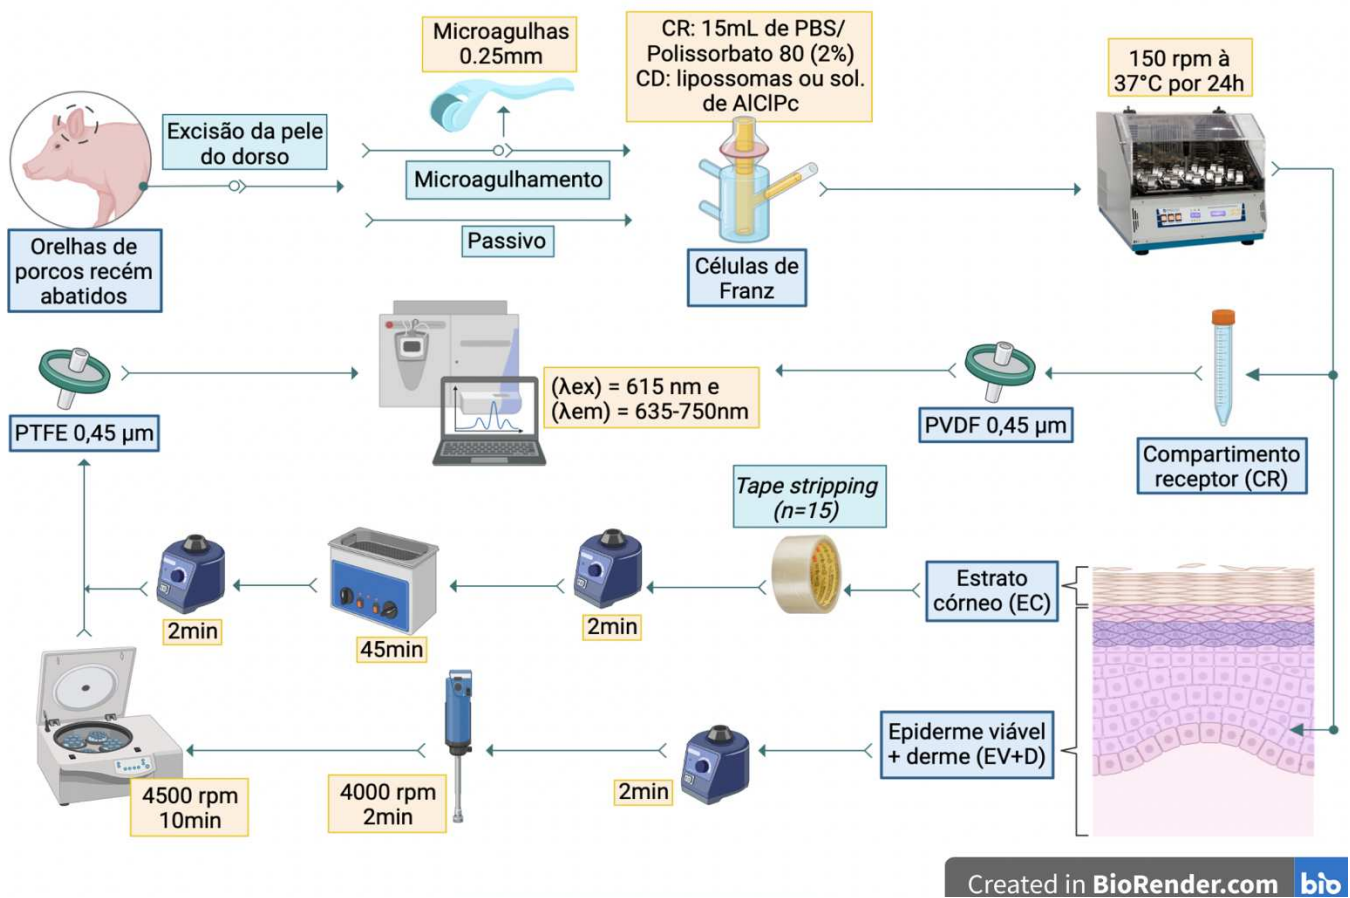 Microagulhas
0.25mm
CR: 15mL de PBS/
Polissorbato 80 (2%)
CD: lipossomas ou sol.
de AlClPc
150 rpm à
37°C por 24h
Excisão da pele
do dorso
Microagulhamento
Passivo
Orelhas de
porcos recém
abatidos
Células de
Franz
(λex) = 615 nm e
(λem) = 635-750nm
PTFE 0,45 µm
PVDF 0,45 µm
Compartimento
receptor (CR)
Tape stripping
(n=15)
Estrato
córneo (EC)
2min
45min
2min
Epiderme viável
+ derme (EV+D)
4500 rpm
10min
4000 rpm
2min
2min
Created in BioRender.com bio